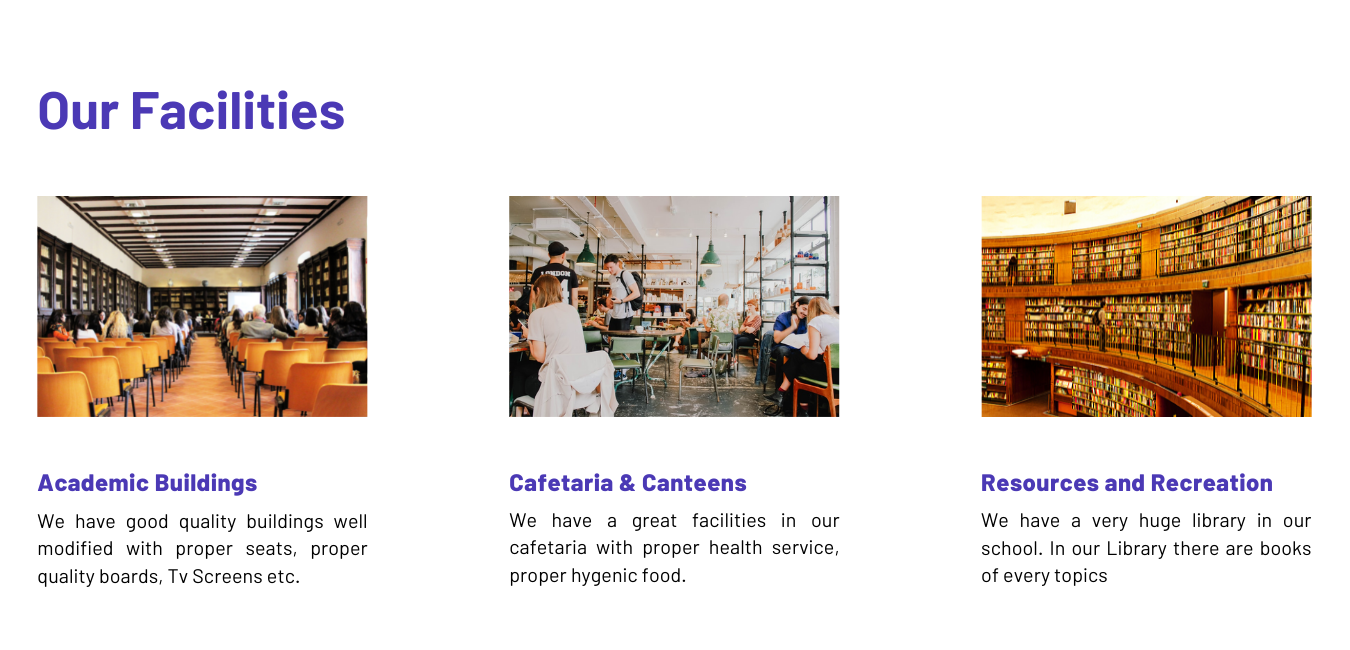 Our Facilities
LONDON
Academic Buildings
We have good quality buildings well
modified with proper seats, proper
quality boards, Tv Screens etc.
Cafetaria & Canteens
We have a great facilities in our
cafetaria with proper health service,
proper hygenic food.
Resources and Recreation
We have a very huge library in our
school. In our Library there are books
of every topics